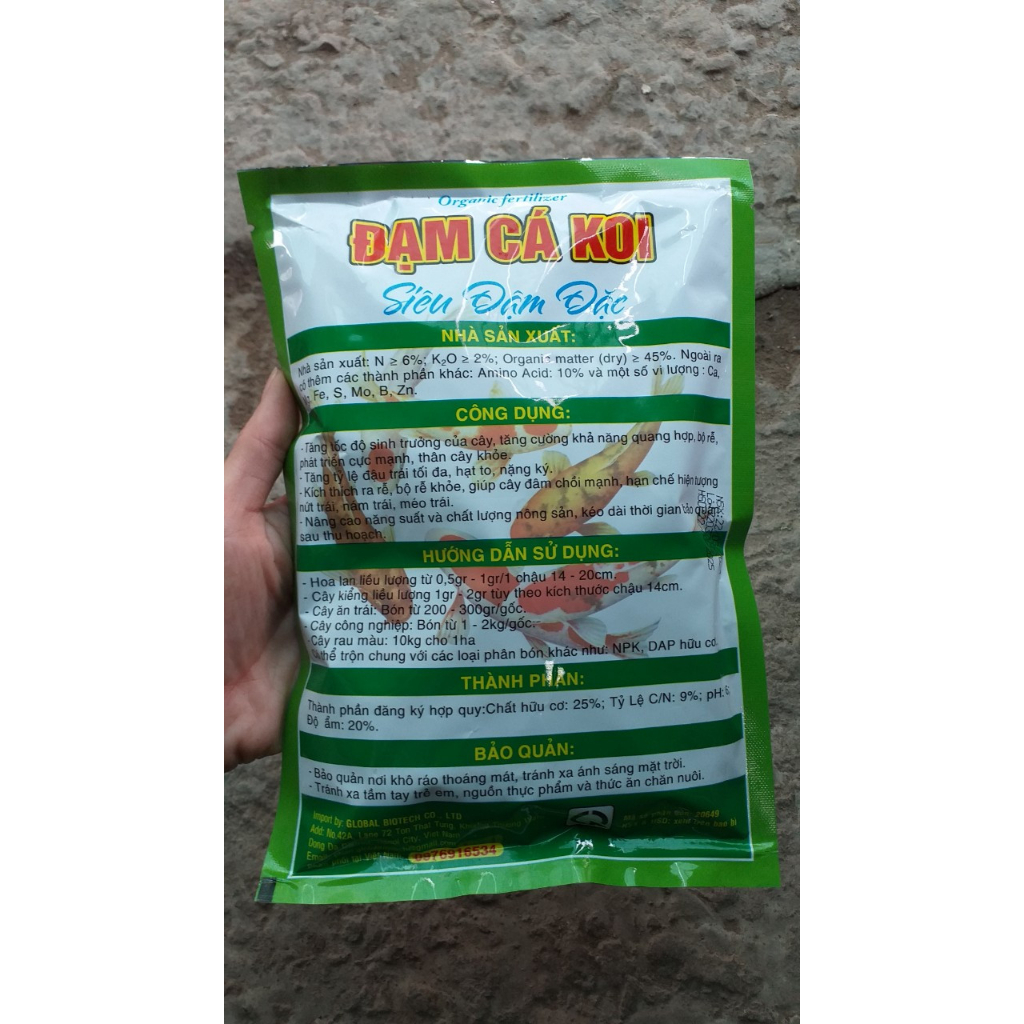 Organic fertilizer
ĐẠM CÁ KOI
Siêu Đậm Đặc
NHÀ SẢN XUẤT:
Nhà sản xuất: N ≥ 6%; K₂O ≥ 2%; Organic matter (dry) ≥ 45%. Ngoài ra
có thêm các thành phần khác: Amino Acid: 10% và một số vi lượng : Ca,
Fe, S, Mo, B, Zn.
CÔNG DỤNG:
- Tăng tốc độ sinh trưởng của cây, tăng cường khả năng quang hợp, bộ rễ,
phát triển cực mạnh, thân cây khỏe.
- Tăng tỷ lệ đậu trái tối đa, hạt to, nặng ký.
- Kích thích ra rễ, bộ rễ khỏe, giúp cây đâm chồi mạnh, hạn chế hiện tượng
nứt trái, nám trái, méo trái.
- Nâng cao năng suất và chất lượng nông sản, kéo dài thời gian bảo quản
sau thu hoạch.
HƯỚNG DẪN SỬ DỤNG:
- Hoa lan liều lượng từ 0,5gr - 1gr/1 chậu 14 - 20cm.
- Cây kiểng liều lượng 1gr - 2gr tùy theo kích thước chậu 14cm.
- Cây ăn trái: Bón từ 200 - 300gr/gốc.
- Cây công nghiệp: Bón từ 1 - 2kg/gốc.
- Cây rau màu: 10kg cho 1ha
thể trộn chung với các loại phân bón khác như: NPK, DAP hữu cơ
THÀNH PHẦN:
Thành phần đăng ký hợp quy:Chất hữu cơ: 25%; Tỷ Lệ C/N: 9%; pH:
Độ ẩm: 20%.
BẢO QUẢN:
- Bảo quản nơi khô ráo thoáng mát, tránh xa ánh sáng mặt trời.
- Tránh xa tầm tay trẻ em, nguồn thực phẩm và thức ăn chăn nuôi.
Import by: GLOBAL BIOTECH CO . LTD
Add: No.42A, Lane 72 Ton That Tung,
Dong Da
0976916534